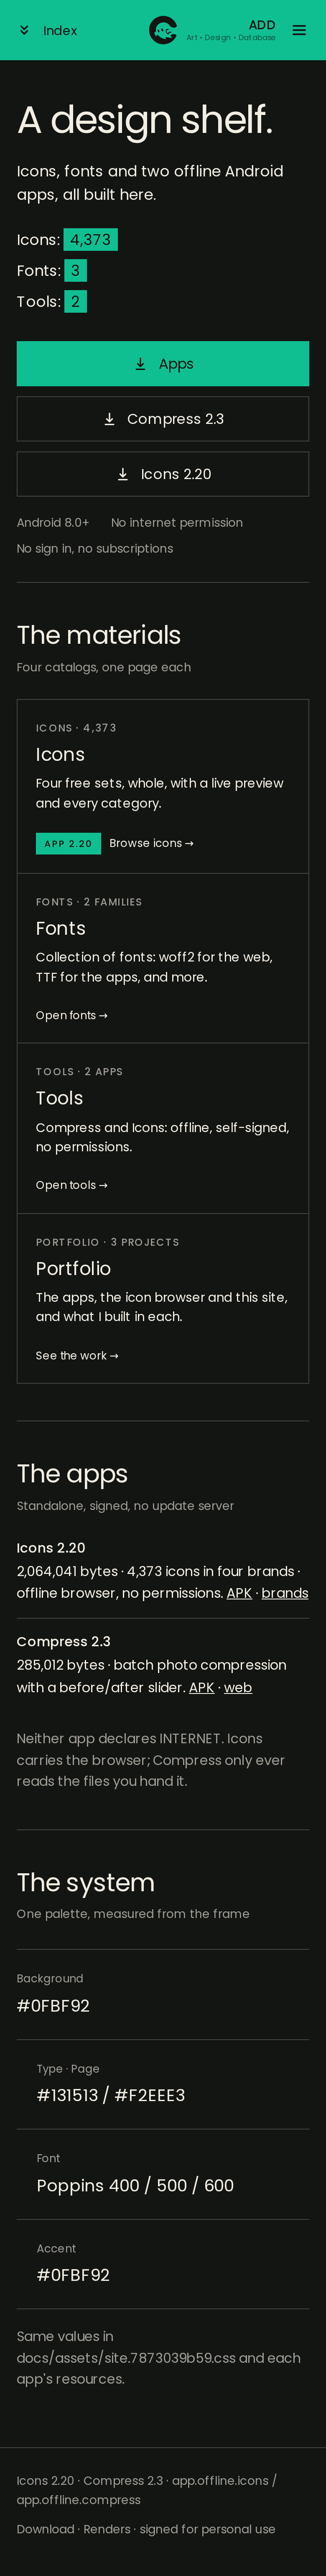 Index
ADD
Art • Design • Database
A design shelf.
Icons, fonts and two offline Android
apps, all built here.
Icons: 4,373
Fonts: 3
Tools: 2
Apps
Compress 2.3
Icons 2.20
Android 8.0+ No internet permission
No sign in, no subscriptions
The materials
Four catalogs, one page each
ICONS · 4,373
Icons
Four free sets, whole, with a live preview
and every category.
APP 2.20 Browse icons →
FONTS · 2 FAMILIES
Fonts
Collection of fonts: woff2 for the web,
TTF for the apps, and more.
Open fonts →
TOOLS · 2 APPS
Tools
Compress and Icons: offline, self-signed,
no permissions.
Open tools →
PORTFOLIO · 3 PROJECTS
Portfolio
The apps, the icon browser and this site,
and what I built in each.
See the work →
The apps
Standalone, signed, no update server
Icons 2.20
2,064,041 bytes · 4,373 icons in four brands ·
offline browser, no permissions. APK · brands
Compress 2.3
285,012 bytes · batch photo compression
with a before/after slider. APK · web
Neither app declares INTERNET. Icons
carries the browser; Compress only ever
reads the files you hand it.
The system
One palette, measured from the frame
Background
#0FBF92
Type · Page
#131513 / #F2EEE3
Font
Poppins 400 / 500 / 600
Accent
#0FBF92
Same values in
docs/assets/site.7873039b59.css and each
app's resources.
Icons 2.20 · Compress 2.3 · app.offline.icons /
app.offline.compress
Download · Renders · signed for personal use